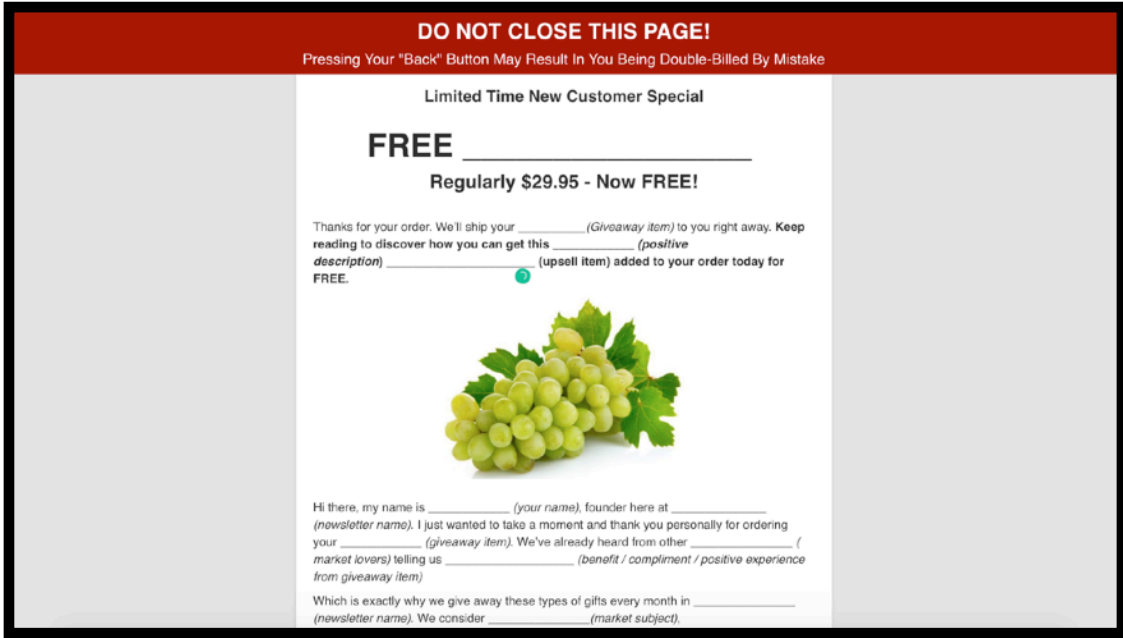 DO NOT CLOSE THIS PAGE!
Pressing Your "Back" Button May Result In You Being Double-Billed By Mistake
Limited Time New Customer Special
FREE ____________________
Regularly $29.95 - Now FREE!
Thanks for your order. We'll ship your __________(Giveaway item) to you right away. Keep
reading to discover how you can get this ____________ (positive
description) ______________________ (upsell item) added to your order today for
FREE.
Hi there, my name is ____________ (your name), founder here at ______________
(newsletter name). I just wanted to take a moment and thank you personally for ordering
your ____________ (giveaway item). We've already heard from other _______________ (
market lovers) telling us ___________________ (benefit / compliment / positive experience
from giveaway item)
Which is exactly why we give away these types of gifts every month in _______________
(newsletter name). We consider _______________(market subject),